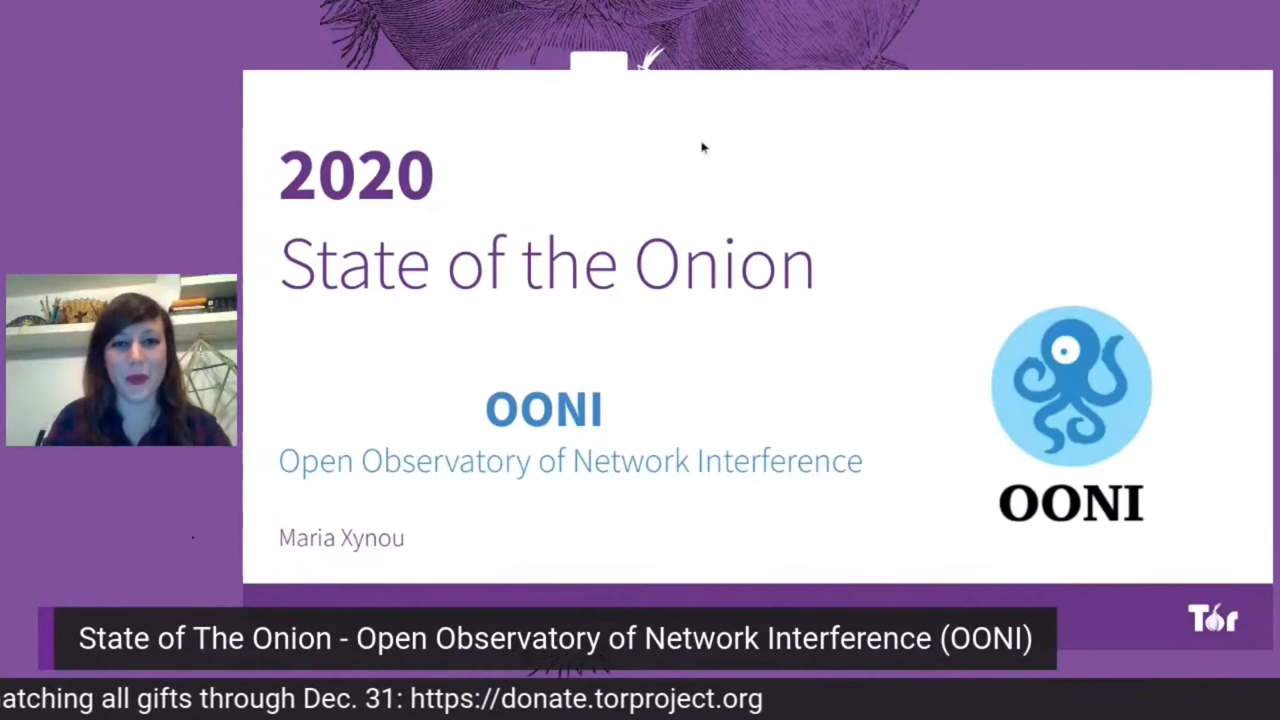 2020
State of the Onion
OONI
Open Observatory of Network Interference
Maria Xynou
OONI
Tor
State of The Onion - Open Observatory of Network Interference (OONI)
all gifts through Dec. 31: https://donate.torproject.org